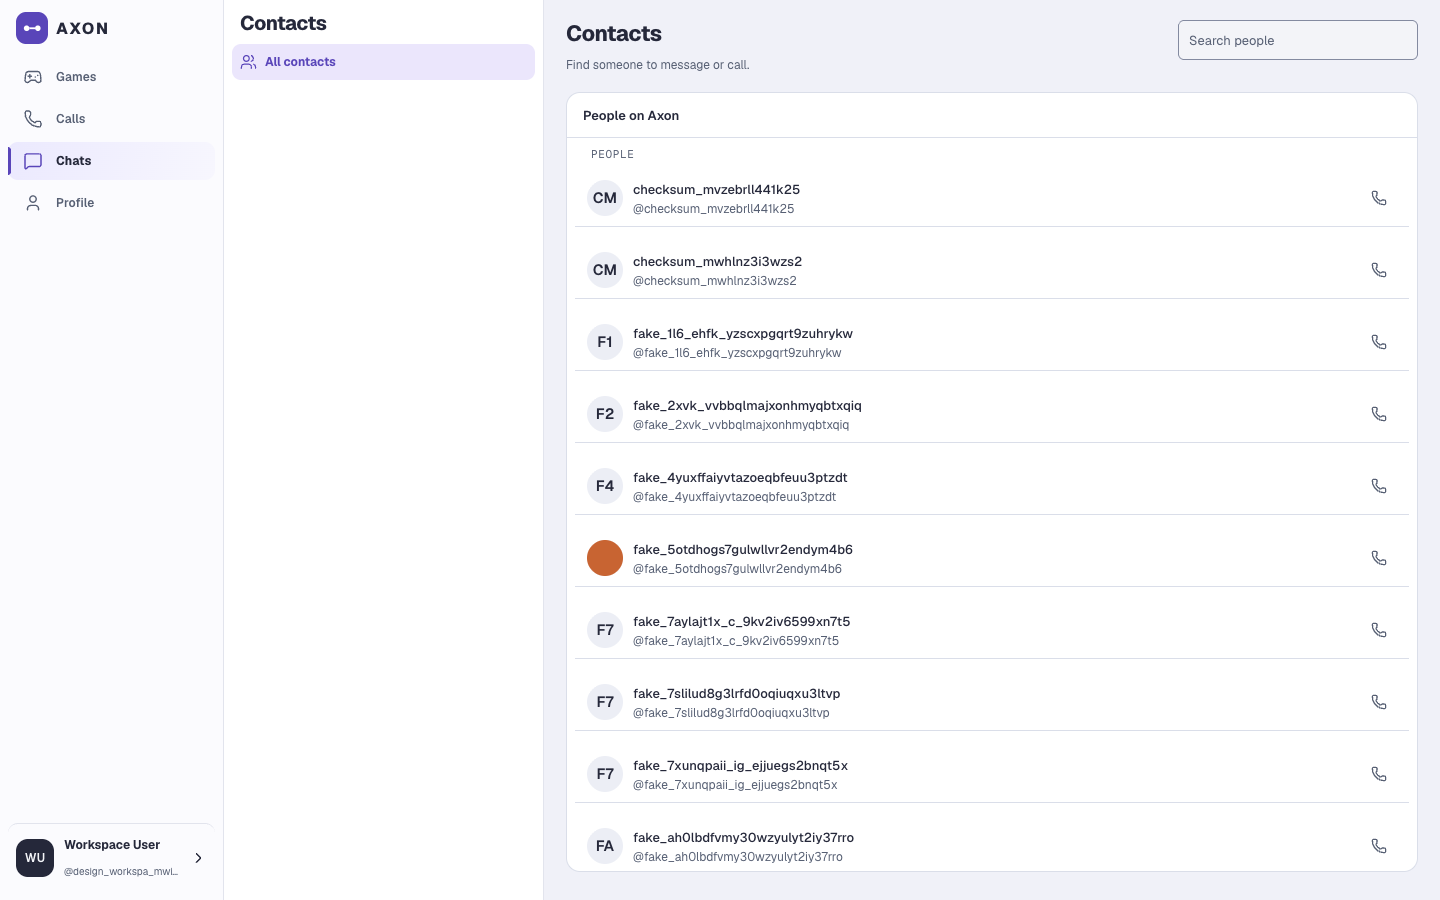 AXON
Games
Calls
Chats
Profile
WU
Workspace User
@design_workspa_mwi...
Contacts
All contacts
Contacts
Find someone to message or call.
Search people
People on Axon
PEOPLE
CM
checksum_mvzebrll441k25
@checksum_mvzebrll441k25
CM
checksum_mwhlnz3i3wzs2
@checksum_mwhlnz3i3wzs2
F1
fake_1l6_ehfk_yzscxpgqrt9zuhrykw
@fake_1l6_ehfk_yzscxpgqrt9zuhrykw
F2
fake_2xvk_vvbbqlmajxonhmyqbtxqiq
@fake_2xvk_vvbbqlmajxonhmyqbtxqiq
F4
fake_4yuxffaiyvtazoeqbfeuu3ptzdt
@fake_4yuxffaiyvtazoeqbfeuu3ptzdt
fake_5otdhogs7gulwllvr2endym4b6
@fake_5otdhogs7gulwllvr2endym4b6
F7
fake_7aylajt1x_c_9kv2iv6599xn7t5
@fake_7aylajt1x_c_9kv2iv6599xn7t5
F7
fake_7slilud8g3lrfd0oqiuqxu3ltvp
@fake_7slilud8g3lrfd0oqiuqxu3ltvp
F7
fake_7xunqpaii_ig_ejjuegs2bnqt5x
@fake_7xunqpaii_ig_ejjuegs2bnqt5x
FA
fake_ah0lbdfvmy30wzyulyt2iy37rro
@fake_ah0lbdfvmy30wzyulyt2iy37rro